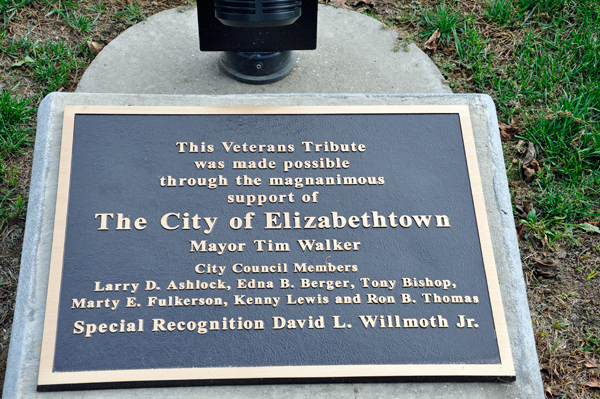 This Veterans Tribute
was made possible
through the magnanimous
support of
The City of Elizabethtown
Mayor Tim Walker
City Council Members
Larry D. Ashlock, Edna B. Berger, Tony Bishop,
Marty E. Fulkerson, Kenny Lewis and Ron B. Thomas
Special Recognition David L. Willmoth Jr.